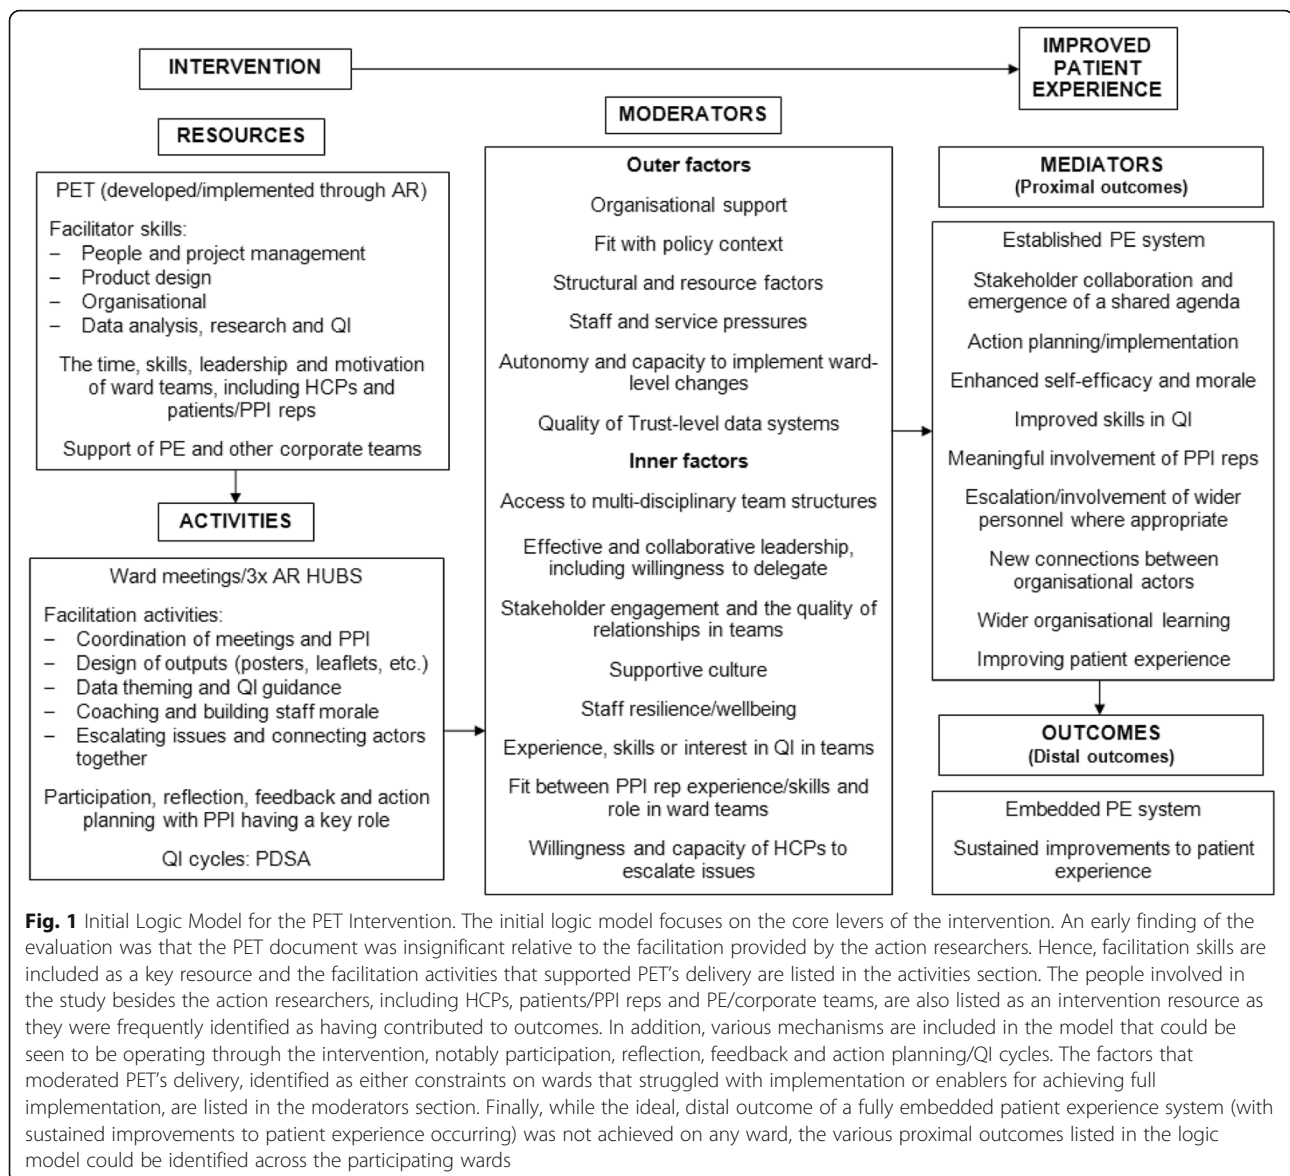 INTERVENTION
IMPROVED
PATIENT
EXPERIENCE
RESOURCES
PET (developed/implemented through AR)
Facilitator skills:
– People and project management
– Product design
– Organisational
– Data analysis, research and QI
The time, skills, leadership and motivation
of ward teams, including HCPs and
patients/PPI reps
Support of PE and other corporate teams
ACTIVITIES
Ward meetings/3x AR HUBS
Facilitation activities:
– Coordination of meetings and PPI
– Design of outputs (posters, leaflets, etc.)
– Data theming and QI guidance
– Coaching and building staff morale
– Escalating issues and connecting actors
together
Participation, reflection, feedback and action
planning with PPI having a key role
QI cycles: PDSA
MODERATORS
Outer factors
Organisational support
Fit with policy context
Structural and resource factors
Staff and service pressures
Autonomy and capacity to implement ward-
level changes
Quality of Trust-level data systems
Inner factors
Access to multi-disciplinary team structures
Effective and collaborative leadership,
including willingness to delegate
Stakeholder engagement and the quality of
relationships in teams
Supportive culture
Staff resilience/wellbeing
Experience, skills or interest in QI in teams
Fit between PPI rep experience/skills and
role in ward teams
Willingness and capacity of HCPs to
escalate issues
MEDIATORS
(Proximal outcomes)
Established PE system
Stakeholder collaboration and
emergence of a shared agenda
Action planning/implementation
Enhanced self-efficacy and morale
Improved skills in QI
Meaningful involvement of PPI reps
Escalation/involvement of wider
personnel where appropriate
New connections between
organisational actors
Wider organisational learning
Improving patient experience
OUTCOMES
(Distal outcomes)
Embedded PE system
Sustained improvements to patient
experience
Fig. 1 Initial Logic Model for the PET Intervention. The initial logic model focuses on the core levers of the intervention. An early finding of the
evaluation was that the PET document was insignificant relative to the facilitation provided by the action researchers. Hence, facilitation skills are
included as a key resource and the facilitation activities that supported PET's delivery are listed in the activities section. The people involved in
the study besides the action researchers, including HCPs, patients/PPI reps and PE/corporate teams, are also listed as an intervention resource as
they were frequently identified as having contributed to outcomes. In addition, various mechanisms are included in the model that could be
seen to be operating through the intervention, notably participation, reflection, feedback and action planning/QI cycles. The factors that
moderated PET's delivery, identified as either constraints on wards that struggled with implementation or enablers for achieving full
implementation, are listed in the moderators section. Finally, while the ideal, distal outcome of a fully embedded patient experience system (with
sustained improvements to patient experience occurring) was not achieved on any ward, the various proximal outcomes listed in the logic
model could be identified across the participating wards